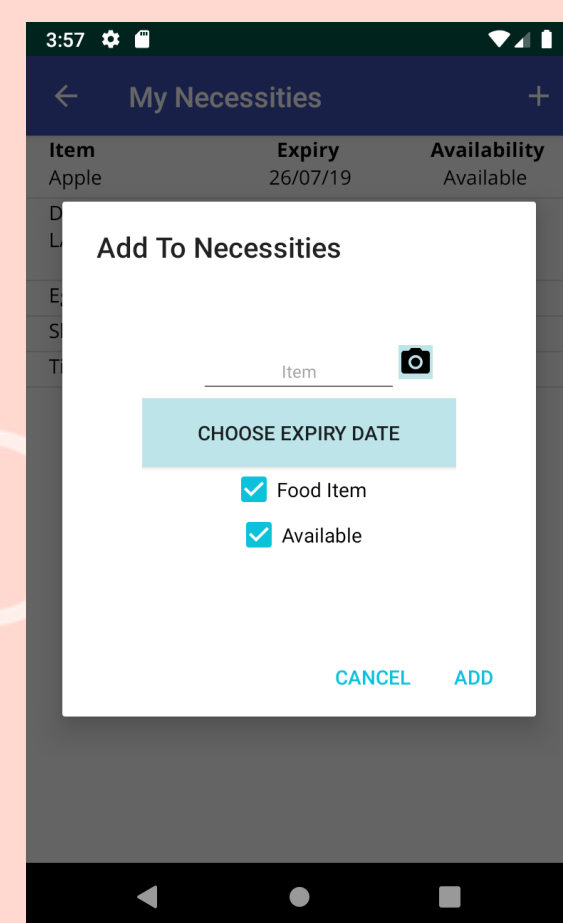 3:57
My Necessities
Item Expiry Availability
Apple 26/07/19 Available
Add To Necessities
Item
CHOOSE EXPIRY DATE
Food Item
Available
CANCEL ADD